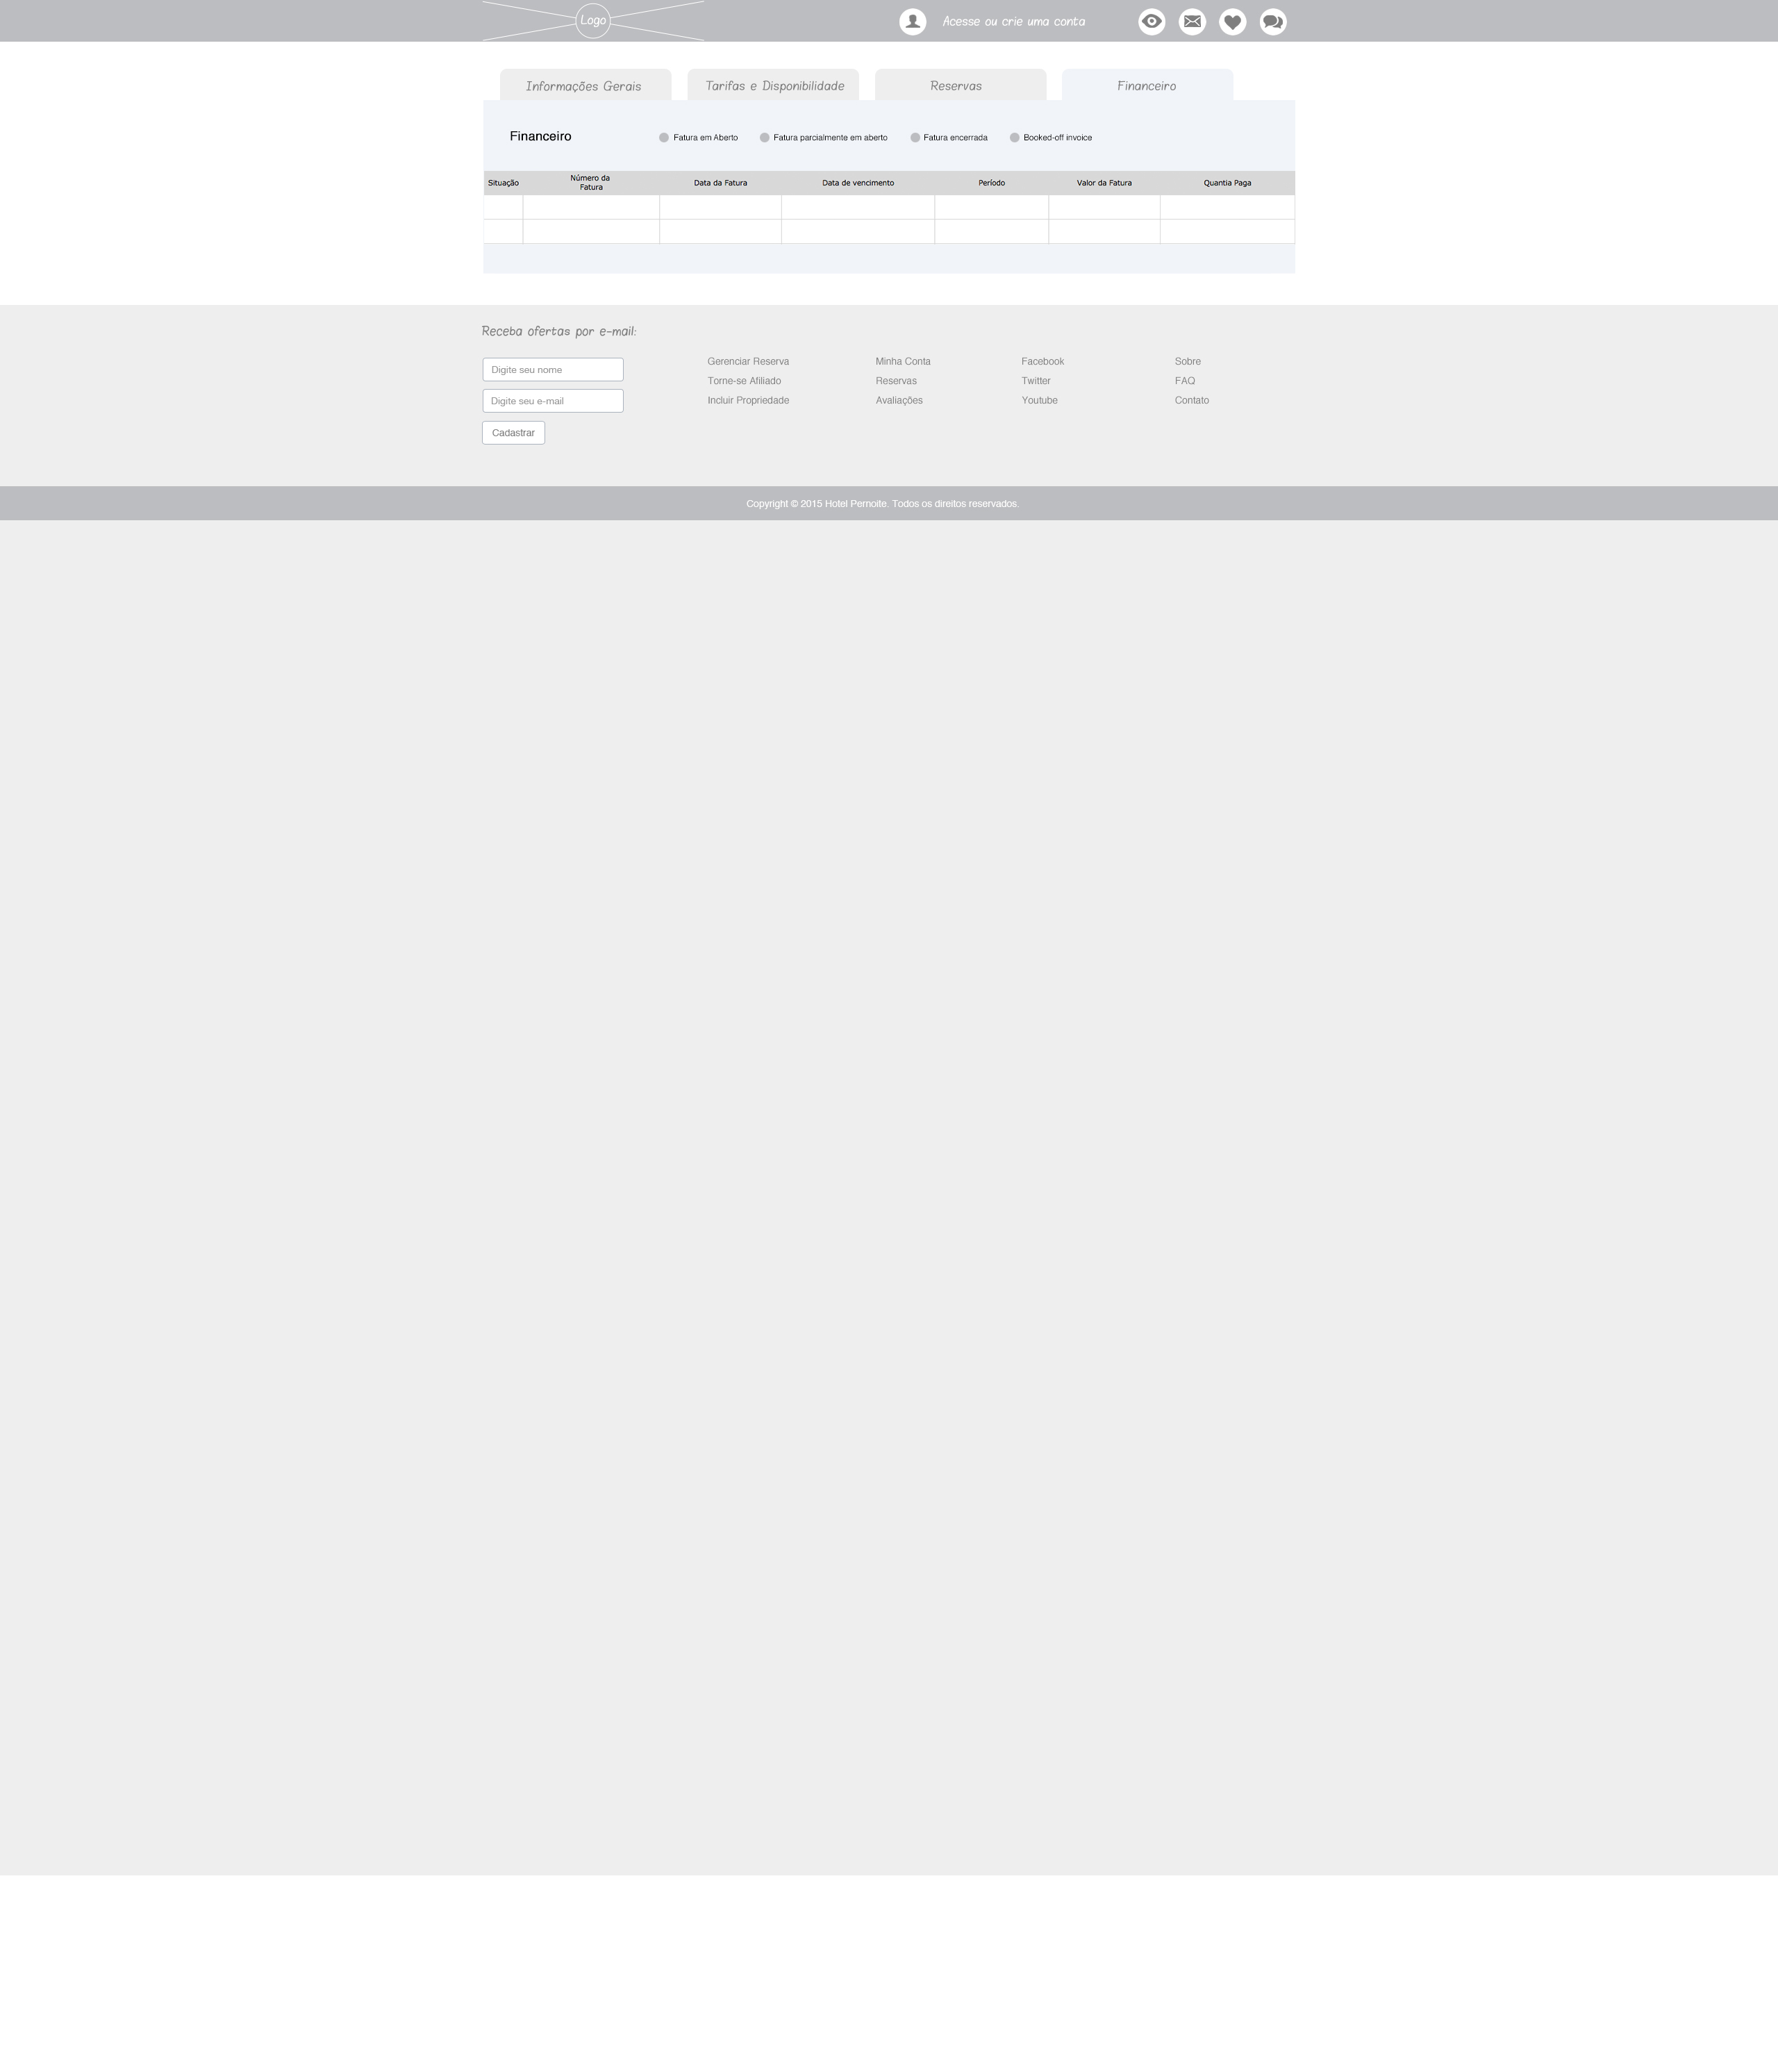 Logo
Acesse ou crie uma conta
Informações Gerais
Tarifas e Disponibilidade
Reservas
Financeiro
Financeiro
Fatura em Aberto
Fatura parcialmente em aberto
Fatura encerrada
Booked-off invoice
Situação
Número da
Fatura
Data da Fatura
Data de vencimento
Período
Valor da Fatura
Quantia Paga
Receba ofertas por e-mail:
Digite seu nome
Digite seu e-mail
Cadastrar
Gerenciar Reserva
Torne-se Afiliado
Incluir Propriedade
Minha Conta
Reservas
Avaliações
Facebook
Twitter
Youtube
Sobre
FAQ
Contato
Copyright © 2015 Hotel Pernoite. Todos os direitos reservados.